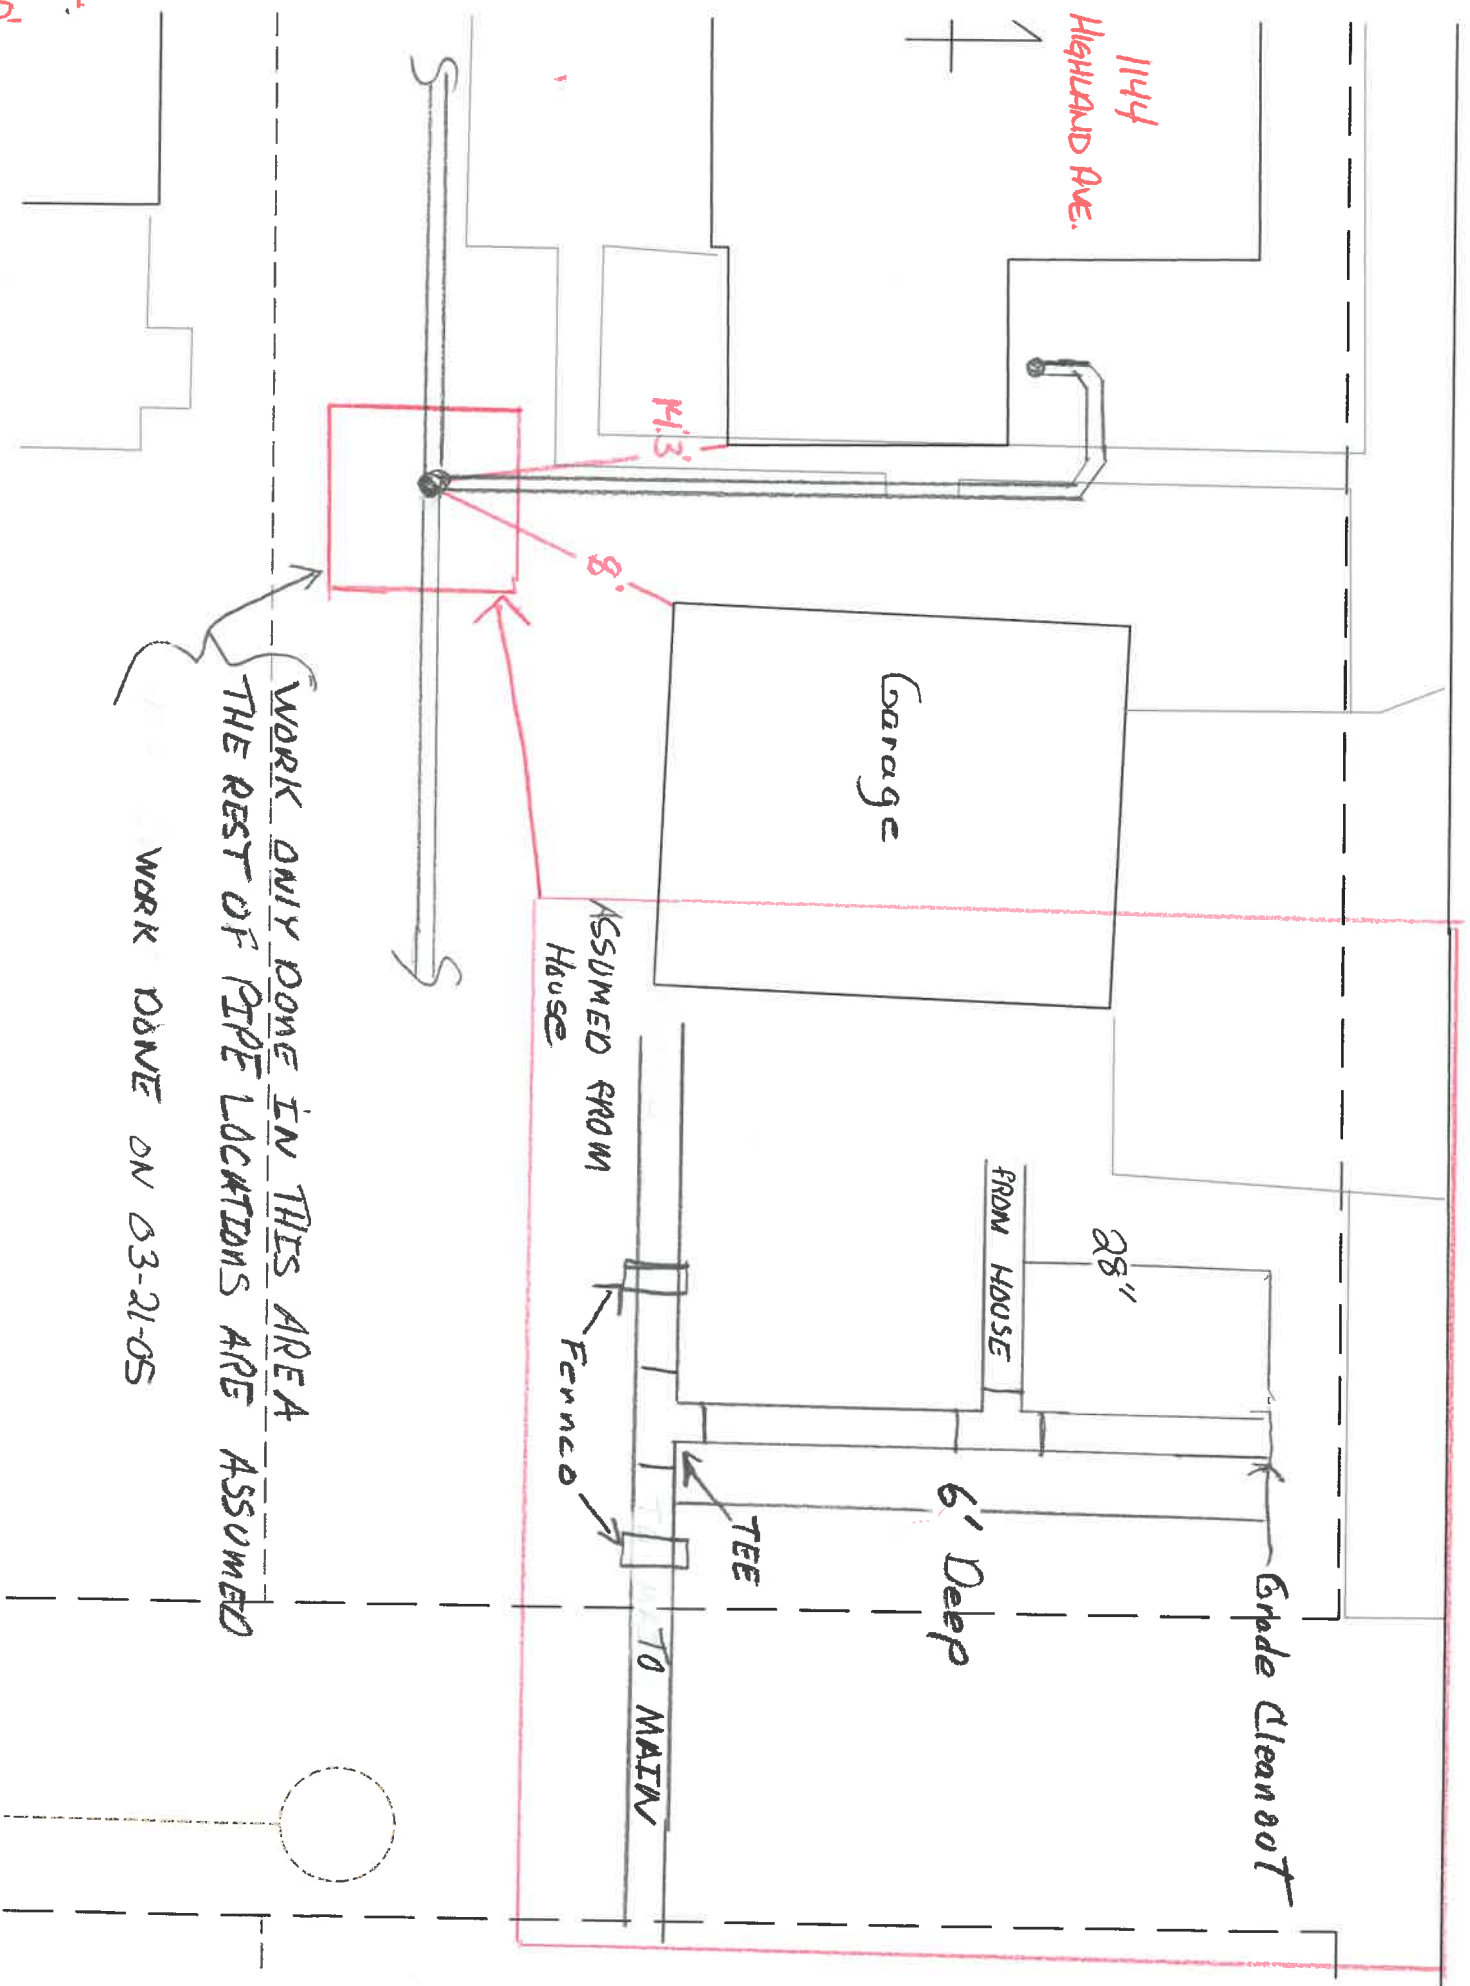 1144
HIGHLAND AVE.
14.3'
8'
Garage
ASSUMED FROM
House
FROM HOUSE
28"
Grade Cleanout
6' Deep
TEE
Fernco
TO MAIN
WORK ONLY DONE IN THIS AREA
THE REST OF PIPE LOCATIONS ARE ASSUMED
WORK DONE ON 03-21-05